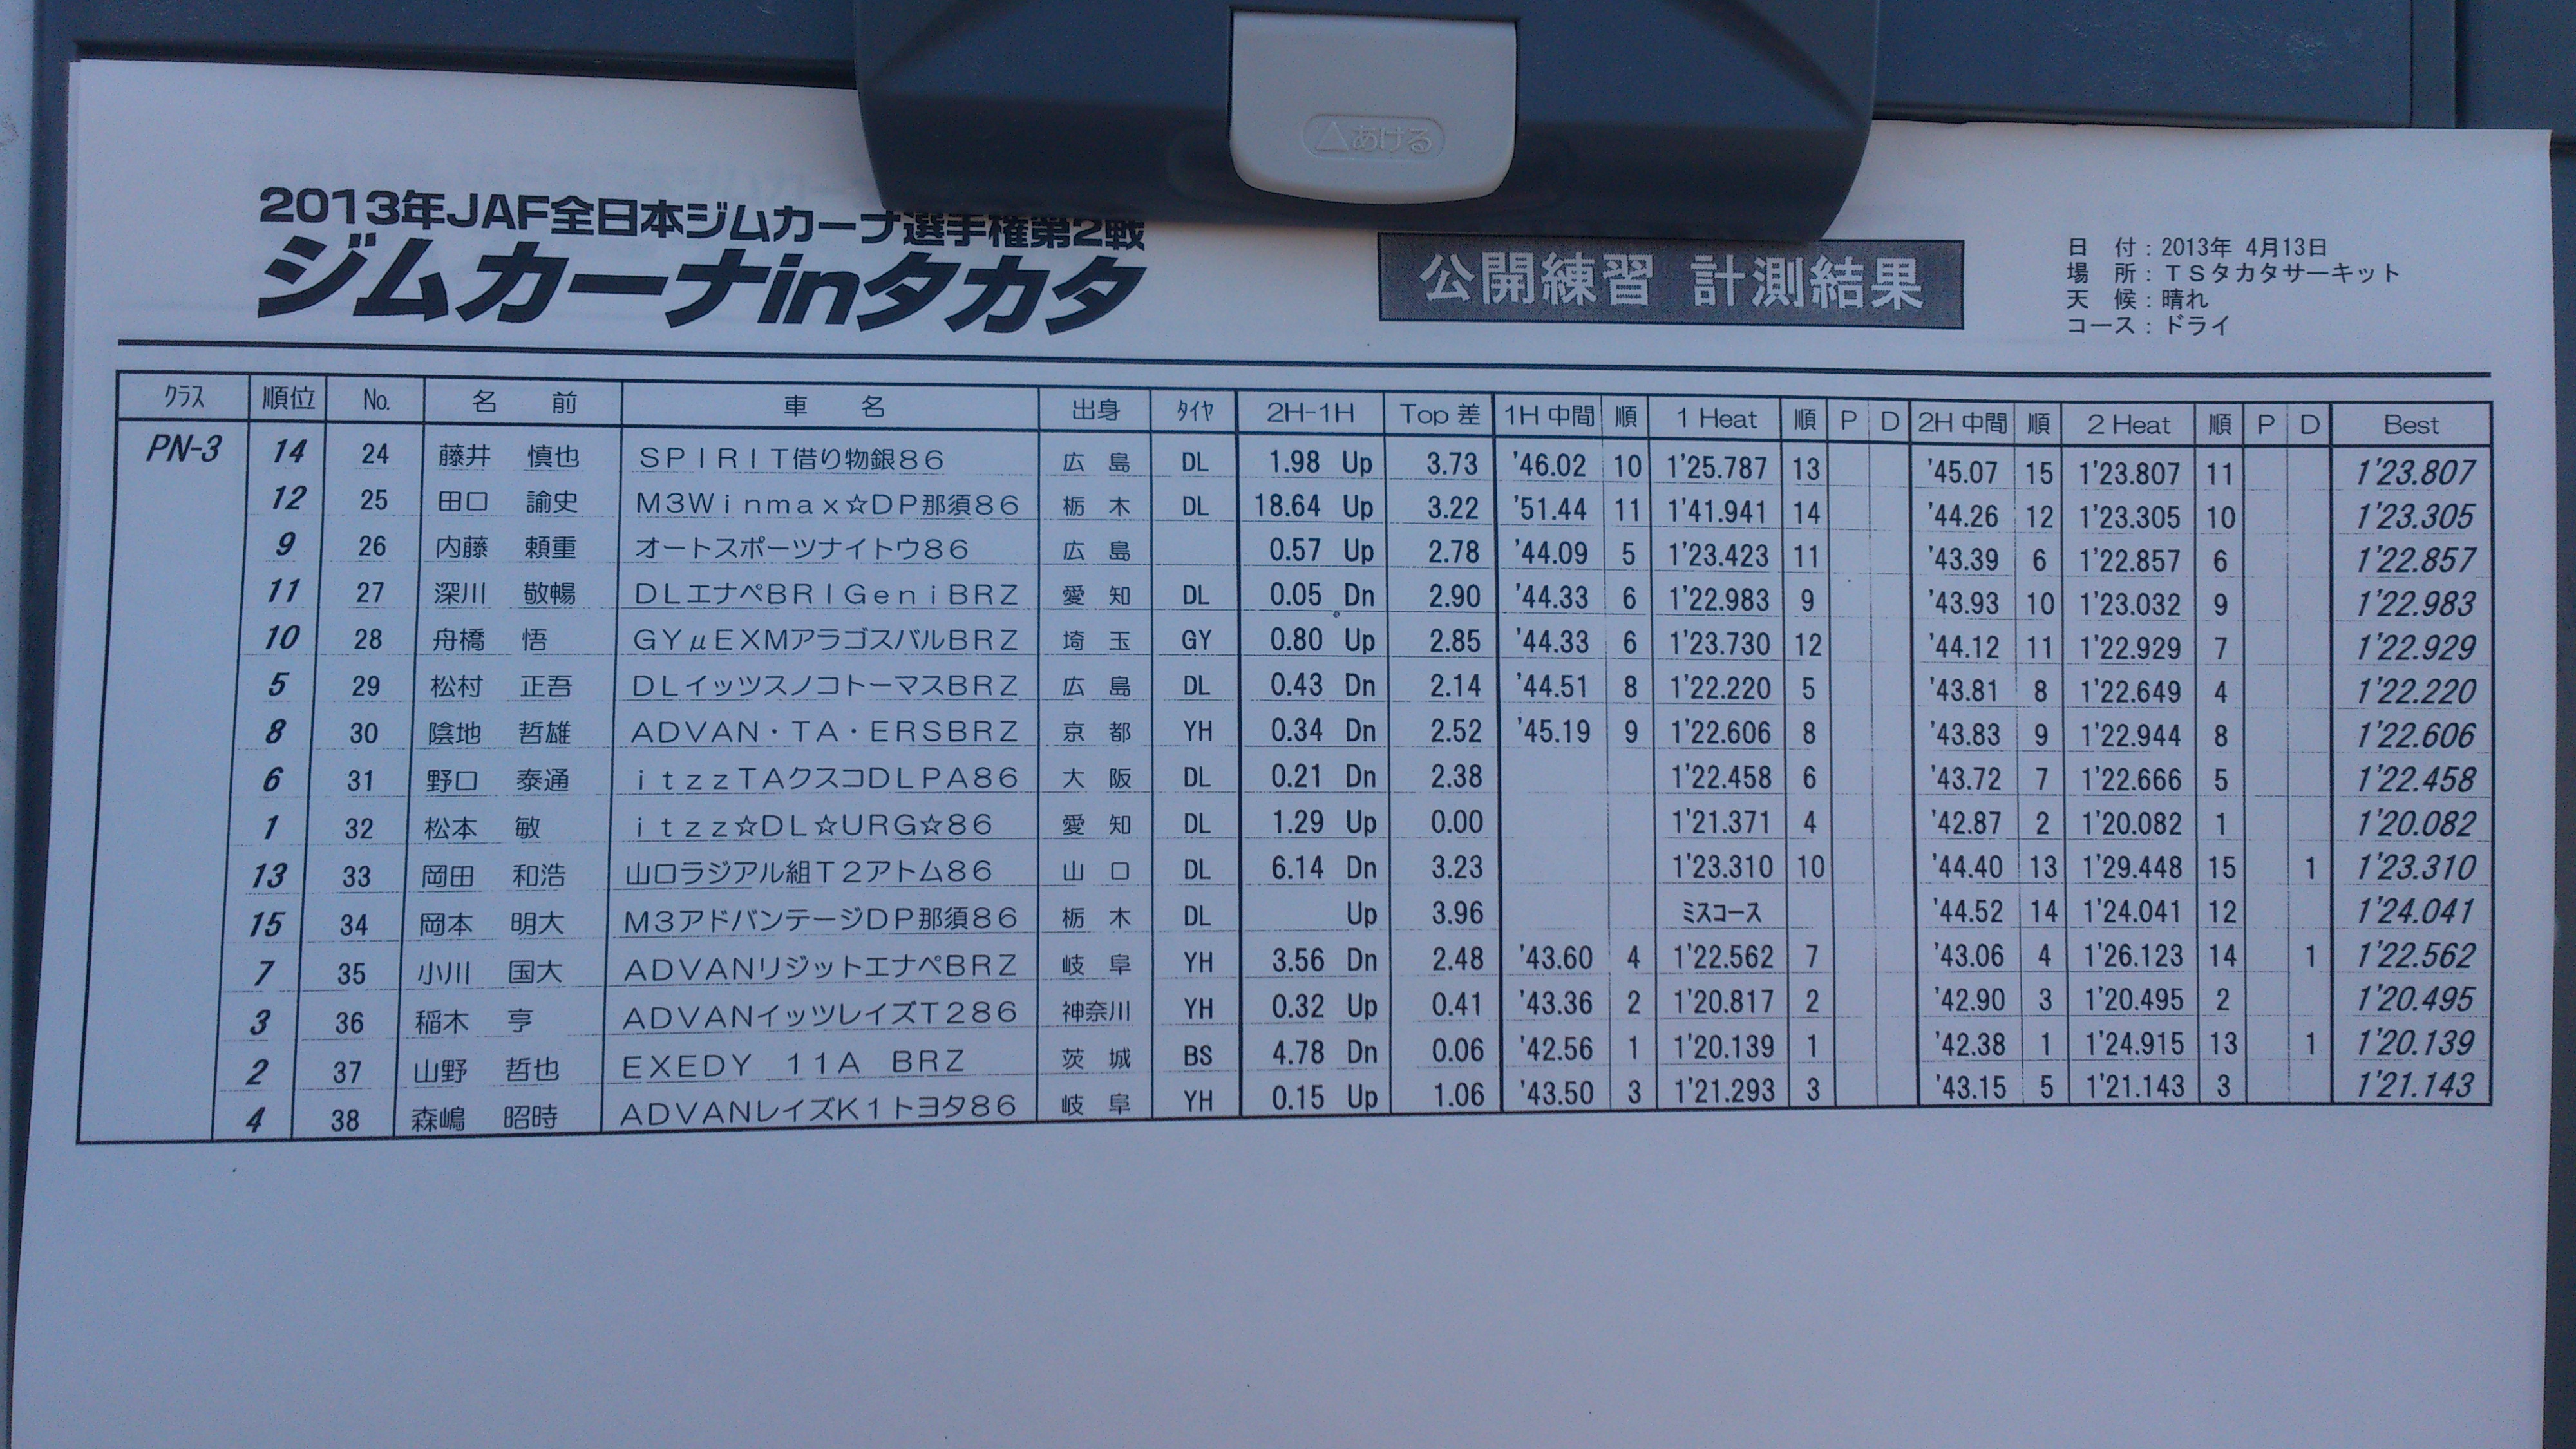 △あける
2013年JAF全日本ジムカーナ選手権第2戦
ジムカーナinタカタ
公開練習 計測結果
日 付：2013年 4月13日
場 所：TSタカタサーキット
天 候：晴れ
コース：ドライ
ｸﾗｽ 順位 No. 名 前 車 名 出身 ﾀｲﾔ 2H-1H Top 差 1H 中間 順 1 Heat 順 P D 2H 中間 順 2 Heat 順 P D Best
PN-3 14 24 藤井 慎也 SPIRIT借り物銀86 広 島 DL 1.98 Up 3.73 '46.02 10 1'25.787 13 '45.07 15 1'23.807 11 1'23.807
12 25 田口 諭史 M3Winmax☆DP那須86 栃 木 DL 18.64 Up 3.22 '51.44 11 1'41.941 14 '44.26 12 1'23.305 10 1'23.305
9 26 内藤 頼重 オートスポーツナイトウ86 広 島 0.57 Up 2.78 '44.09 5 1'23.423 11 '43.39 6 1'22.857 6 1'22.857
11 27 深川 敬暢 DLエナペBRIGeniBRZ 愛 知 DL 0.05 Dn 2.90 '44.33 6 1'22.983 9 '43.93 10 1'23.032 9 1'22.983
10 28 舟橋 悟 GYμEXMアラゴスバルBRZ 埼 玉 GY 0.80 Up 2.85 '44.33 6 1'23.730 12 '44.12 11 1'22.929 7 1'22.929
5 29 松村 正吾 DLイッツスノコトーマスBRZ 広 島 DL 0.43 Dn 2.14 '44.51 8 1'22.220 5 '43.81 8 1'22.649 4 1'22.220
8 30 陰地 哲雄 ADVAN・TA・ERSBRZ 京 都 YH 0.34 Dn 2.52 '45.19 9 1'22.606 8 '43.83 9 1'22.944 8 1'22.606
6 31 野口 泰通 itzzTAクスコDLPA86 大 阪 DL 0.21 Dn 2.38 1'22.458 6 '43.72 7 1'22.666 5 1'22.458
1 32 松本 敏 itzz☆DL☆URG☆86 愛 知 DL 1.29 Up 0.00 1'21.371 4 '42.87 2 1'20.082 1 1'20.082
13 33 岡田 和浩 山口ラジアル組T2アトム86 山 口 DL 6.14 Dn 3.23 1'23.310 10 '44.40 13 1'29.448 15 1 1'23.310
15 34 岡本 明大 M3アドバンテージDP那須86 栃 木 DL Up 3.96 ﾐｽｺｰｽ '44.52 14 1'24.041 12 1'24.041
7 35 小川 国大 ADVANリジットエナペBRZ 岐 阜 YH 3.56 Dn 2.48 '43.60 4 1'22.562 7 '43.06 4 1'26.123 14 1 1'22.562
3 36 稲木 亨 ADVANイッツレイズT286 神奈川 YH 0.32 Up 0.41 '43.36 2 1'20.817 2 '42.90 3 1'20.495 2 1'20.495
2 37 山野 哲也 EXEDY 11A BRZ 茨 城 BS 4.78 Dn 0.06 '42.56 1 1'20.139 1 '42.38 1 1'24.915 13 1 1'20.139
4 38 森嶋 昭時 ADVANレイズK1トヨタ86 岐 阜 YH 0.15 Up 1.06 '43.50 3 1'21.293 3 '43.15 5 1'21.143 3 1'21.143